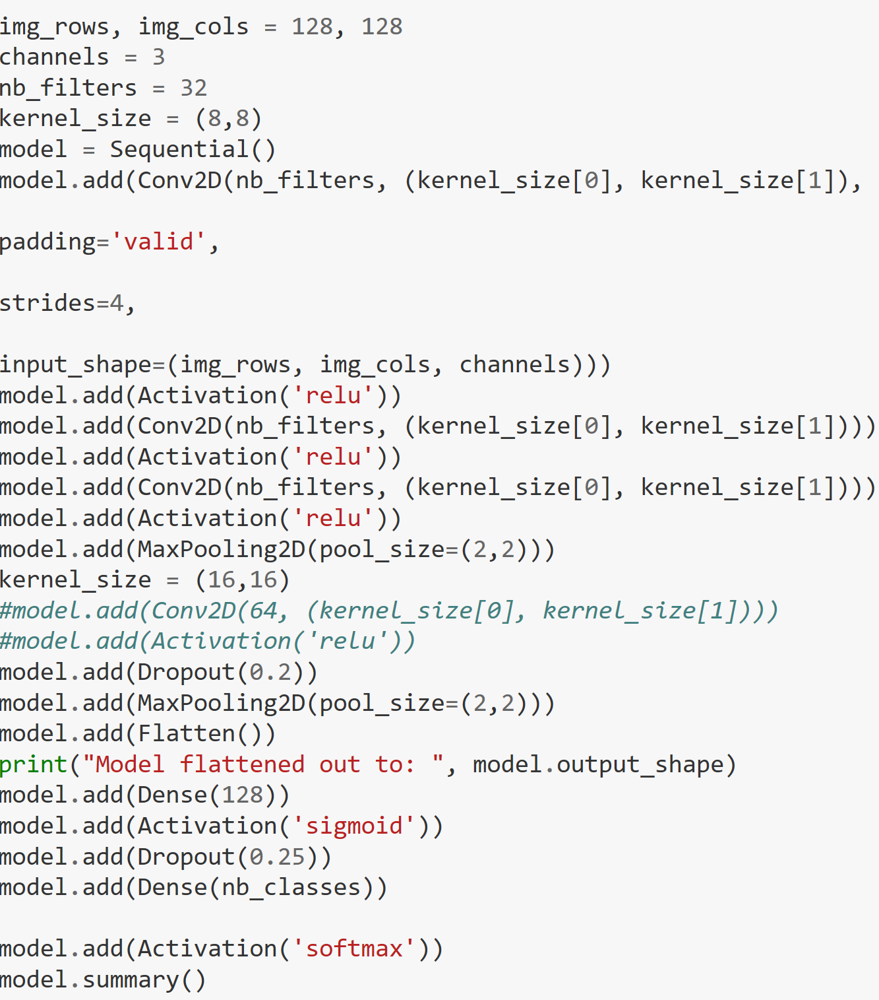 img_rows, img_cols = 128, 128
channels = 3
nb_filters = 32
kernel_size = (8,8)
model = Sequential()
model.add(Conv2D(nb_filters, (kernel_size[0], kernel_size[1]),
padding='valid',
strides=4,
input_shape=(img_rows, img_cols, channels)))
model.add(Activation('relu'))
model.add(Conv2D(nb_filters, (kernel_size[0], kernel_size[1])))
model.add(Activation('relu'))
model.add(Conv2D(nb_filters, (kernel_size[0], kernel_size[1])))
model.add(Activation('relu'))
model.add(MaxPooling2D(pool_size=(2,2)))
kernel_size = (16,16)
#model.add(Conv2D(64, (kernel_size[0], kernel_size[1])))
#model.add(Activation('relu'))
model.add(Dropout(0.2))
model.add(MaxPooling2D(pool_size=(2,2)))
model.add(Flatten())
print("Model flattened out to: ", model.output_shape)
model.add(Dense(128))
model.add(Activation('sigmoid'))
model.add(Dropout(0.25))
model.add(Dense(nb_classes))
model.add(Activation('softmax'))
model.summary()